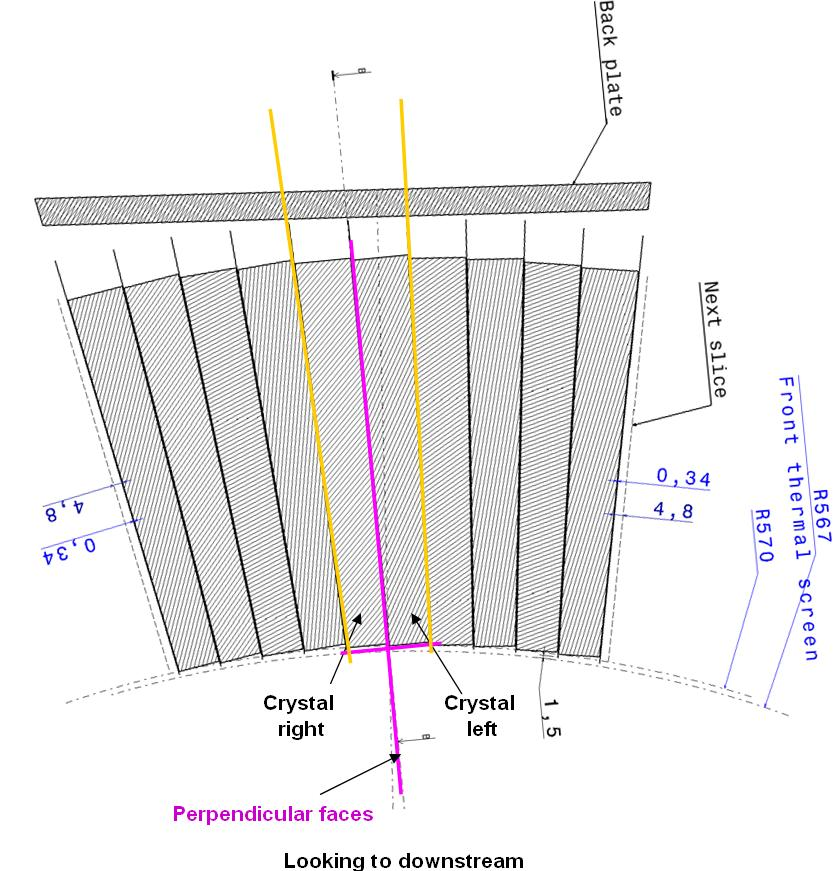 Back plate
B
Next slice
0,34
4,8
4,8
0,34
R567
Front thermal screen
R570
Crystal
right
Crystal
left
1,5
B
Perpendicular faces
Looking to downstream